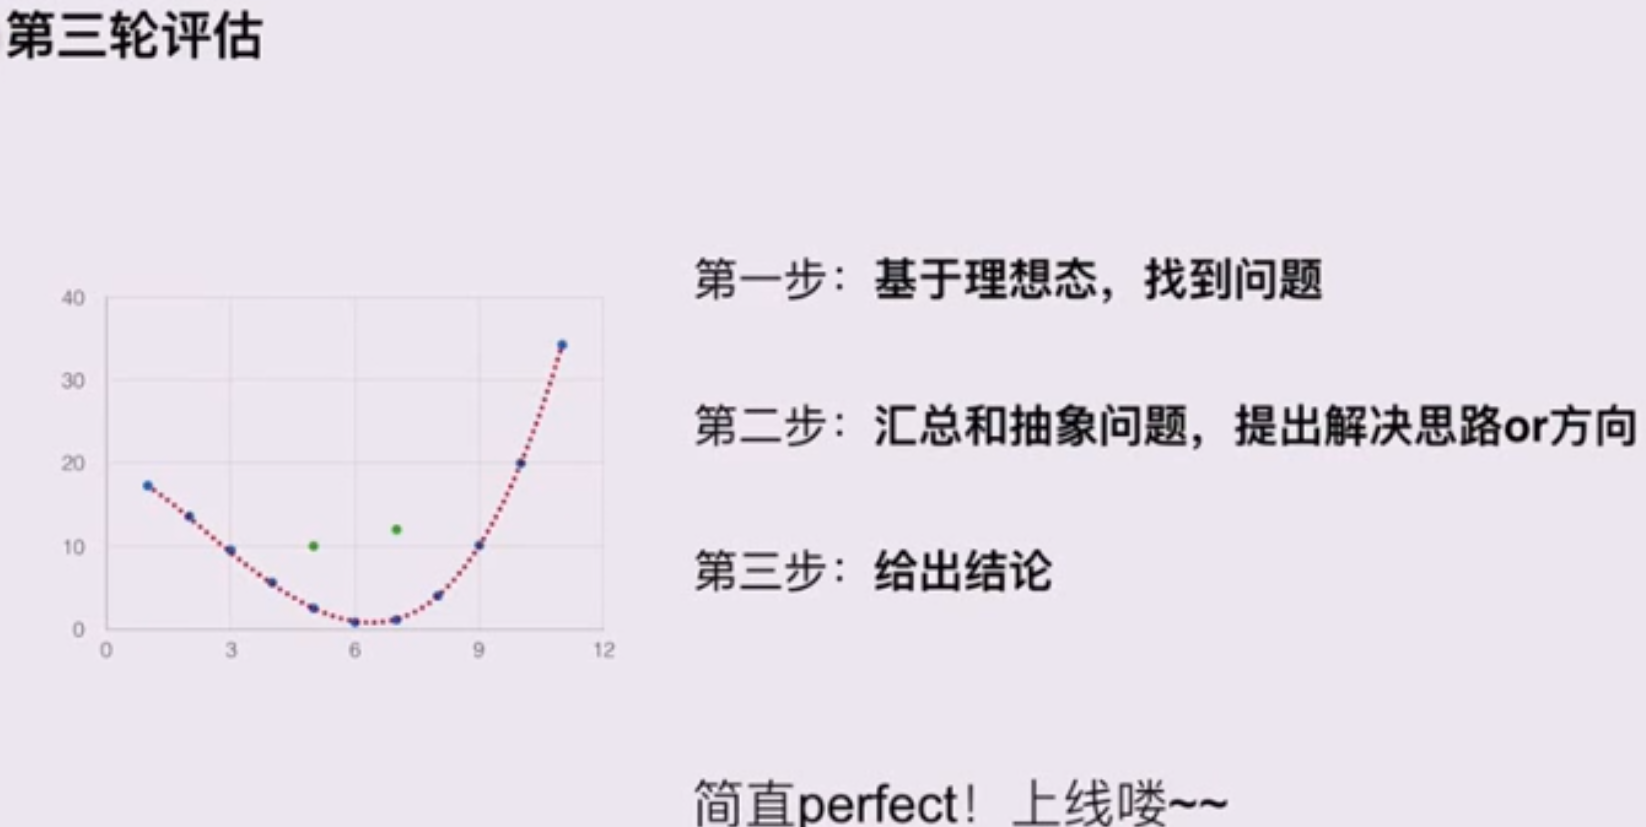 第三轮评估
40
30
20
10
0
0 3 6 9 12
第一步：基于理想态，找到问题
第二步：汇总和抽象问题，提出解决思路or方向
第三步：给出结论
简直perfect！上线喽~~